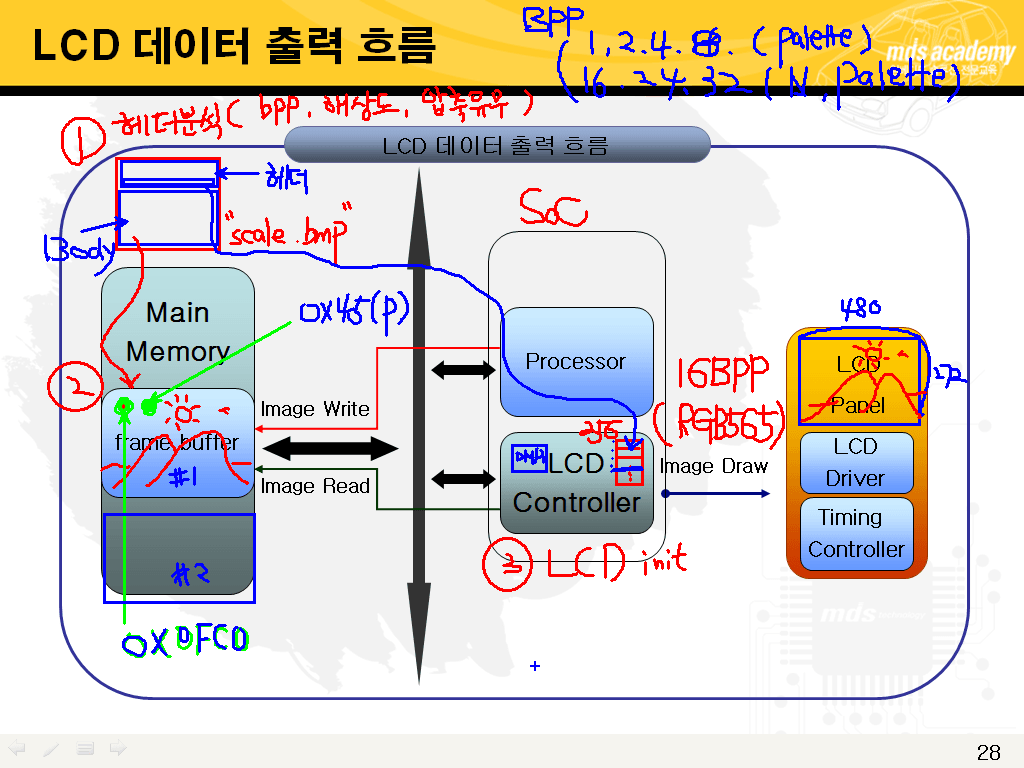 LCD 데이터 출력 흐름
BPP
1, 2. 4. 8. (palette)
16. 24, 32 (N, palette)
mds academy
① 헤더분석( bpp, 해상도, 압축유무 )
LCD 데이터 출력 흐름
헤더
Body
"scale.bmp"
SoC
Main
Memory
0x45(p)
Processor
480
272
LCD
Panel
16BPP
(RGB565)
②
frame buffer
#1
Image Write
Image Read
256
DMA
LCD
Controller
Image Draw
LCD
Driver
Timing
Controller
③ LCD init
#2
0x0FCD
mds
28